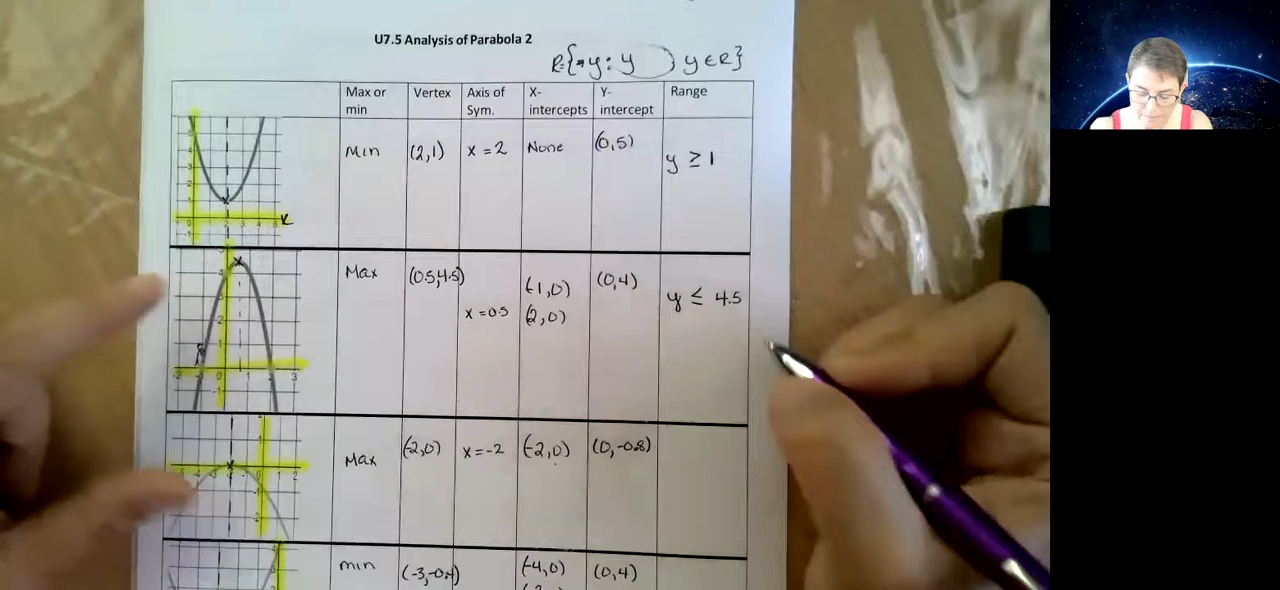 U7.5 Analysis of Parabola 2
R={y: y , y ∈ R}
Max or min
Vertex
Axis of Sym.
X-intercepts
Y-intercept
Range
Min
(2,1)
x = 2
None
(0,5)
y ≥ 1
Max
(0.5,4.5)
x = 0.5
(-1,0)
(2,0)
(0,4)
y ≤ 4.5
Max
(-2,0)
x = -2
(-2,0)
(0,-0.8)
min
(-3,-0.4)
(-4,0)
(0,4)